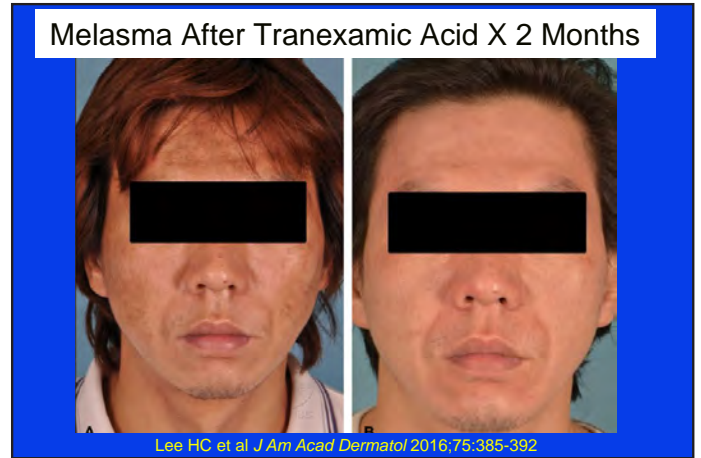 Melasma After Tranexamic Acid X 2 Months
A
B
Lee HC et al J Am Acad Dermatol 2016;75:385-392